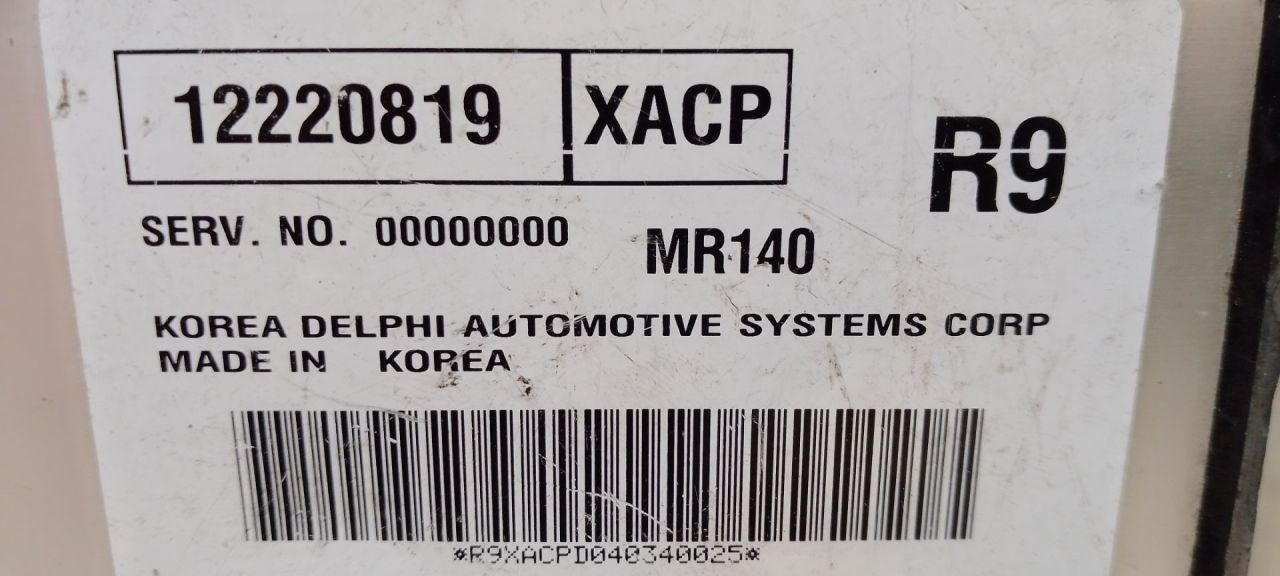 12220819 XACP
R9
SERV. NO. 00000000 MR140
KOREA DELPHI AUTOMOTIVE SYSTEMS CORP
MADE IN KOREA
*R9XACPD040340025*